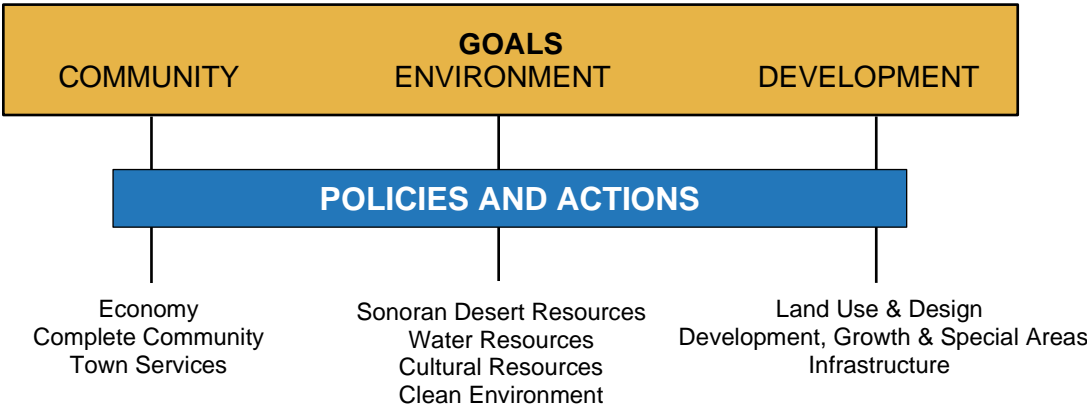 GOALS
COMMUNITY
ENVIRONMENT
DEVELOPMENT
POLICIES AND ACTIONS
Economy
Complete Community
Town Services
Sonoran Desert Resources
Water Resources
Cultural Resources
Clean Environment
Land Use & Design
Development, Growth & Special Areas
Infrastructure